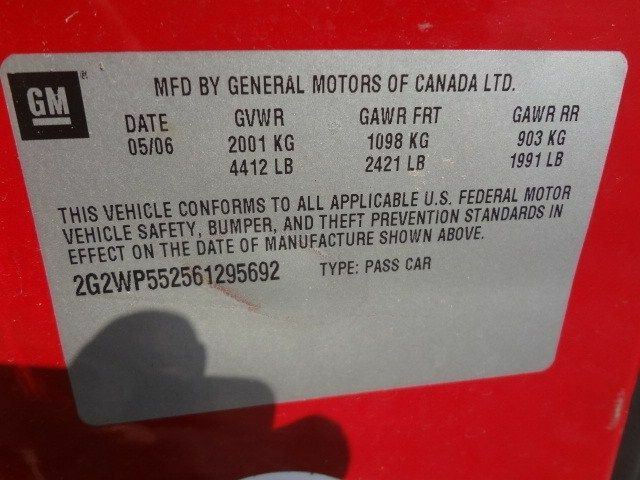 GM®
MFD BY GENERAL MOTORS OF CANADA LTD.
DATE GVWR GAWR FRT GAWR RR
05/06 2001 KG 1098 KG 903 KG
4412 LB 2421 LB 1991 LB
THIS VEHICLE CONFORMS TO ALL APPLICABLE U.S. FEDERAL MOTOR
VEHICLE SAFETY, BUMPER, AND THEFT PREVENTION STANDARDS IN
EFFECT ON THE DATE OF MANUFACTURE SHOWN ABOVE.
2G2WP552561295692 TYPE: PASS CAR